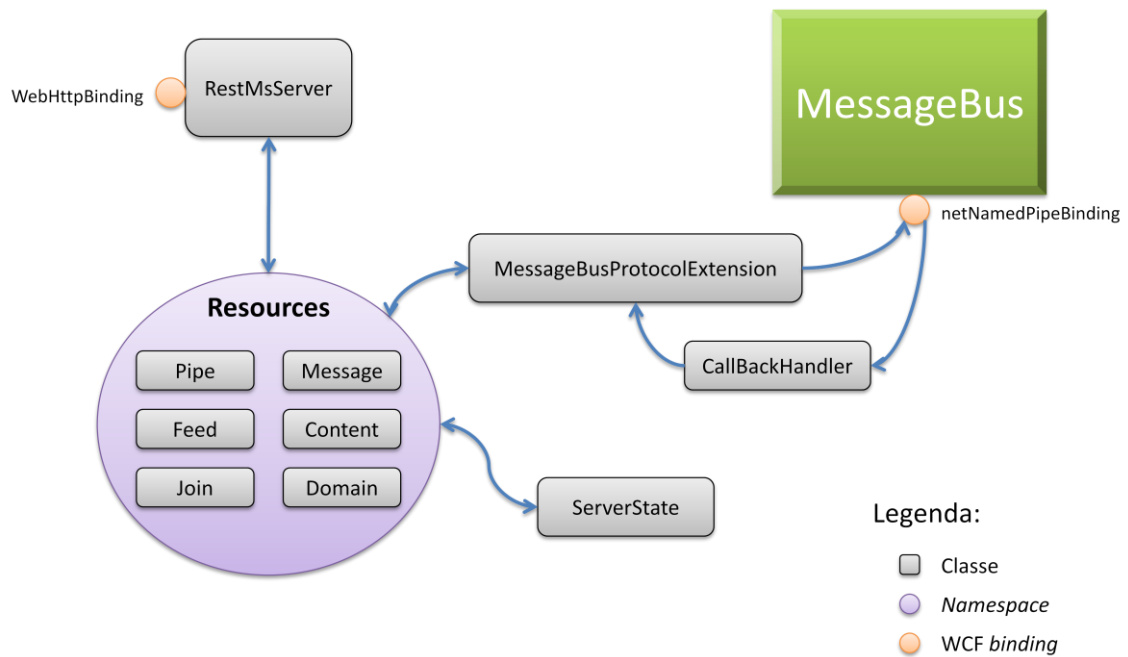 RestMsServer
WebHttpBinding
MessageBus
netNamedPipeBinding
MessageBusProtocolExtension
Resources
Pipe
Message
CallBackHandler
Feed
Content
Join
Domain
ServerState
Legenda:
Classe
Namespace
WCF binding